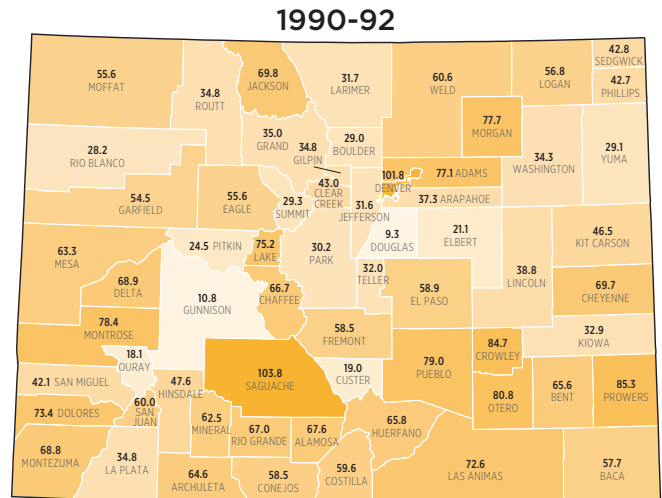 1990-92
55.6
MOFFAT
34.8
ROUTT
69.8
JACKSON
31.7
LARIMER
60.6
WELD
56.8
LOGAN
42.8
SEDGWICK
42.7
PHILLIPS
77.7
MORGAN
28.2
RIO BLANCO
35.0
GRAND
34.8
GILPIN
29.0
BOULDER
34.3
WASHINGTON
29.1
YUMA
54.5
GARFIELD
55.6
EAGLE
29.3
SUMMIT
43.0
CLEAR
CREEK
31.6
JEFFERSON
101.8
DENVER
77.1 ADAMS
37.3 ARAPAHOE
63.3
MESA
24.5 PITKIN
75.2
LAKE
30.2
PARK
9.3
DOUGLAS
21.1
ELBERT
46.5
KIT CARSON
68.9
DELTA
10.8
GUNNISON
66.7
CHAFFEE
32.0
TELLER
58.9
EL PASO
38.8
LINCOLN
69.7
CHEYENNE
78.4
MONTROSE
58.5
FREMONT
32.9
KIOWA
18.1
OURAY
103.8
SAGUACHE
19.0
CUSTER
79.0
PUEBLO
84.7
CROWLEY
42.1 SAN MIGUEL
47.6
HINSDALE
80.8
OTERO
65.6
BENT
85.3
PROWERS
73.4 DOLORES
60.0
SAN
JUAN
62.5
MINERAL
67.0
RIO GRANDE
67.6
ALAMOSA
65.8
HUERFANO
68.8
MONTEZUMA
34.8
LA PLATA
64.6
ARCHULETA
58.5
CONEJOS
59.6
COSTILLA
72.6
LAS ANIMAS
57.7
BACA